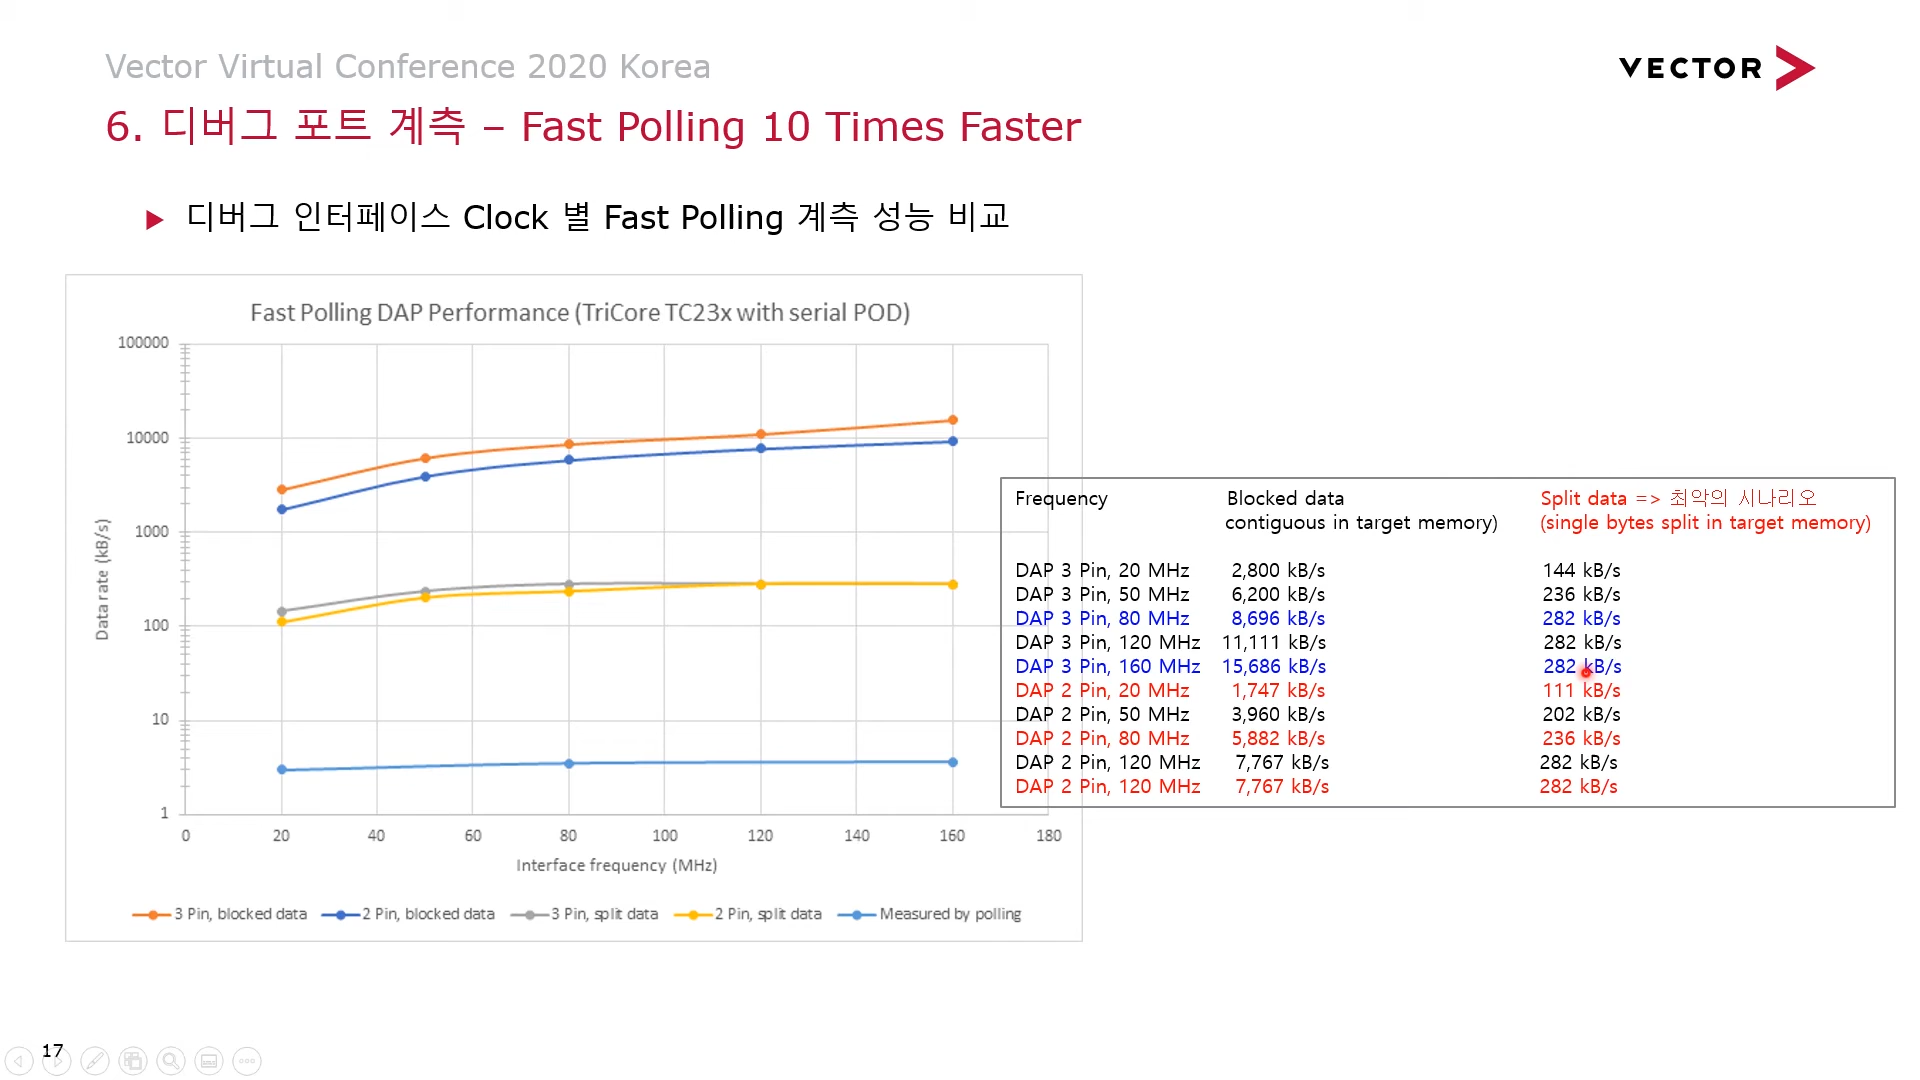 Vector Virtual Conference 2020 Korea
VECTOR
6. 디버그 포트 계측 – Fast Polling 10 Times Faster
디버그 인터페이스 Clock 별 Fast Polling 계측 성능 비교
Fast Polling DAP Performance (TriCore TC23x with serial POD)
100000
10000
1000
100
10
1
Data rate (kB/s)
0 20 40 60 80 100 120 140 160 180
Interface frequency (MHz)
3 Pin, blocked data 2 Pin, blocked data 3 Pin, split data 2 Pin, split data Measured by polling
Frequency Blocked data Split data => 최악의 시나리오
contiguous in target memory) (single bytes split in target memory)
DAP 3 Pin, 20 MHz 2,800 kB/s 144 kB/s
DAP 3 Pin, 50 MHz 6,200 kB/s 236 kB/s
DAP 3 Pin, 80 MHz 8,696 kB/s 282 kB/s
DAP 3 Pin, 120 MHz 11,111 kB/s 282 kB/s
DAP 3 Pin, 160 MHz 15,686 kB/s 282 kB/s
DAP 2 Pin, 20 MHz 1,747 kB/s 111 kB/s
DAP 2 Pin, 50 MHz 3,960 kB/s 202 kB/s
DAP 2 Pin, 80 MHz 5,882 kB/s 236 kB/s
DAP 2 Pin, 120 MHz 7,767 kB/s 282 kB/s
DAP 2 Pin, 120 MHz 7,767 kB/s 282 kB/s
17